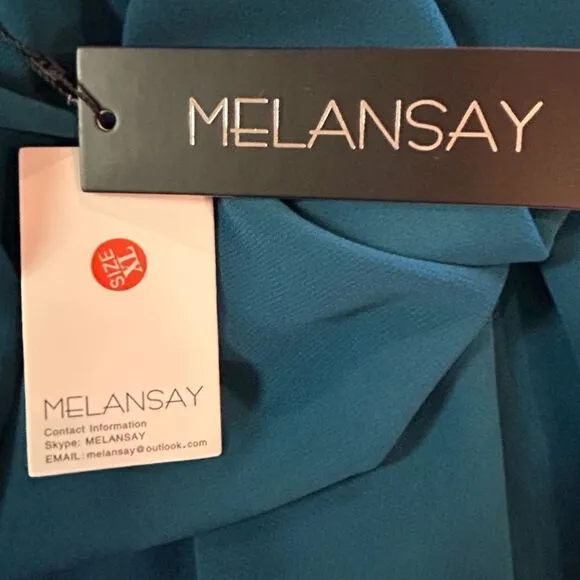 MELANSAY
SIZE
XL
MELANSAY
Contact Information
Skype: MELANSAY
EMAIL: melansay@outlook.com